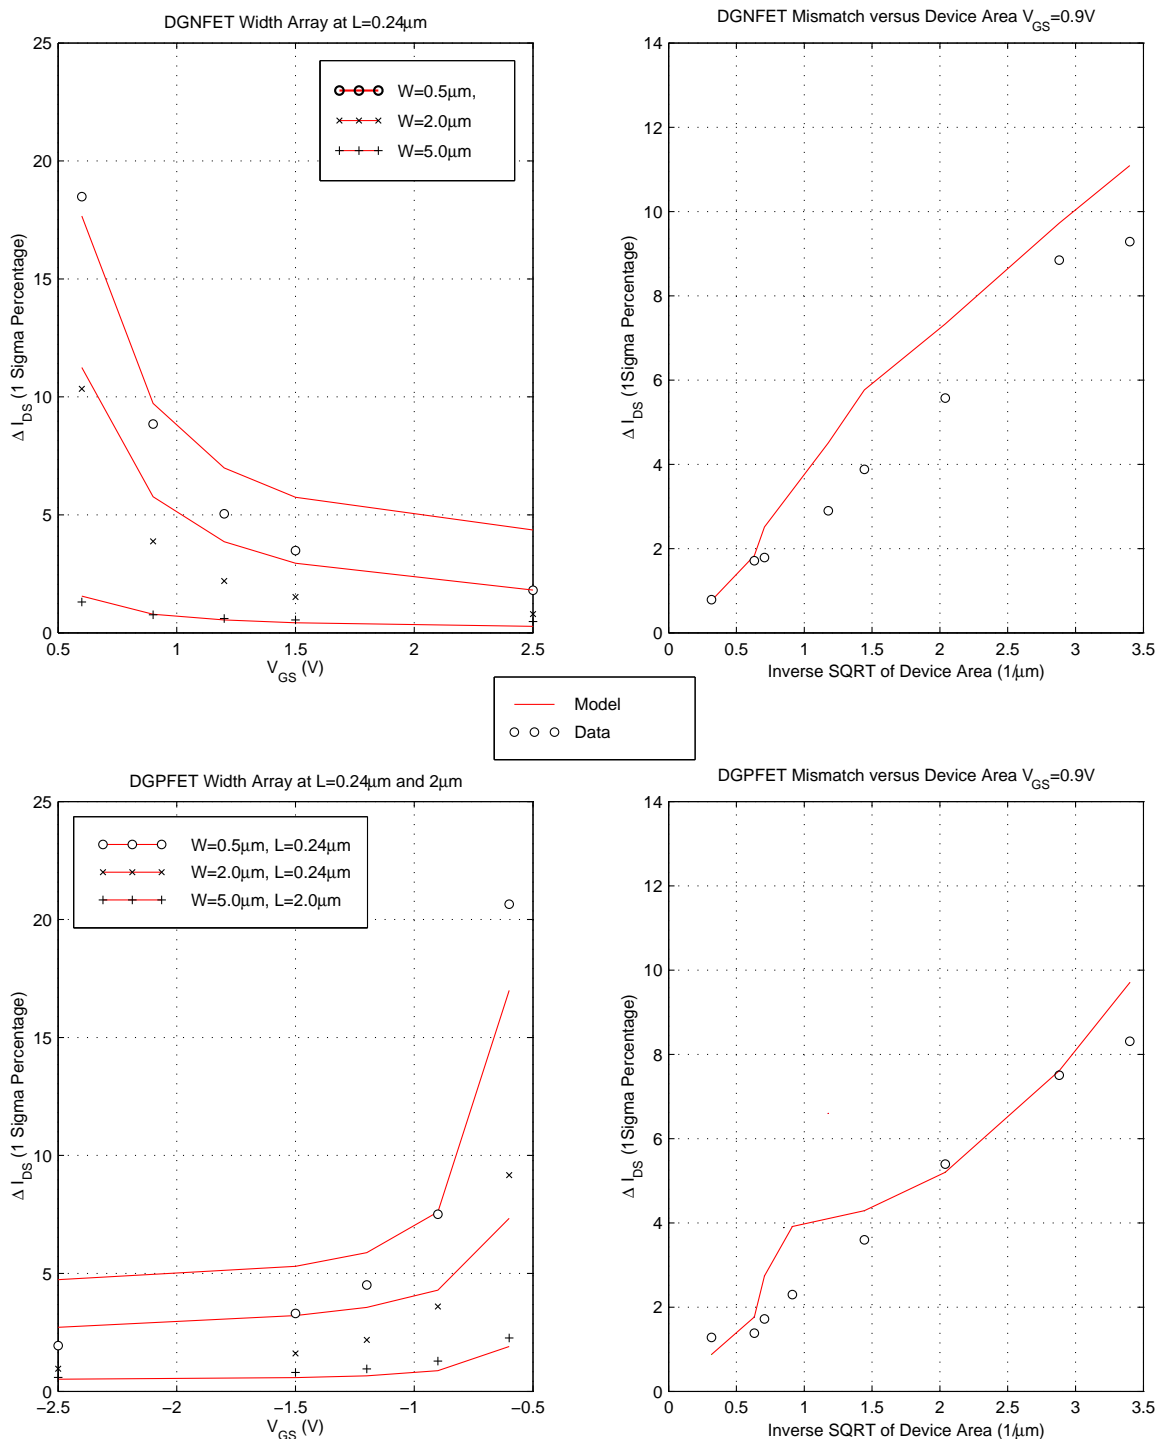 DGNFET Width Array at L=0.24µm
25
20
15
10
5
0
0.5
1
1.5
2
2.5
V_GS (V)
Δ I_DS (1 Sigma Percentage)
W=0.5µm,
W=2.0µm
W=5.0µm
DGNFET Mismatch versus Device Area V_GS=0.9V
14
12
10
8
6
4
2
0
0
0.5
1
1.5
2
2.5
3
3.5
Inverse SQRT of Device Area (1/µm)
Δ I_DS (1Sigma Percentage)
Model
Data
DGPFET Width Array at L=0.24µm and 2µm
25
20
15
10
5
0
−2.5
−2
−1.5
−1
−0.5
V_GS (V)
Δ I_DS (1 Sigma Percentage)
W=0.5µm, L=0.24µm
W=2.0µm, L=0.24µm
W=5.0µm, L=2.0µm
DGPFET Mismatch versus Device Area V_GS=0.9V
14
12
10
8
6
4
2
0
0
0.5
1
1.5
2
2.5
3
3.5
Inverse SQRT of Device Area (1/µm)
Δ I_DS (1Sigma Percentage)